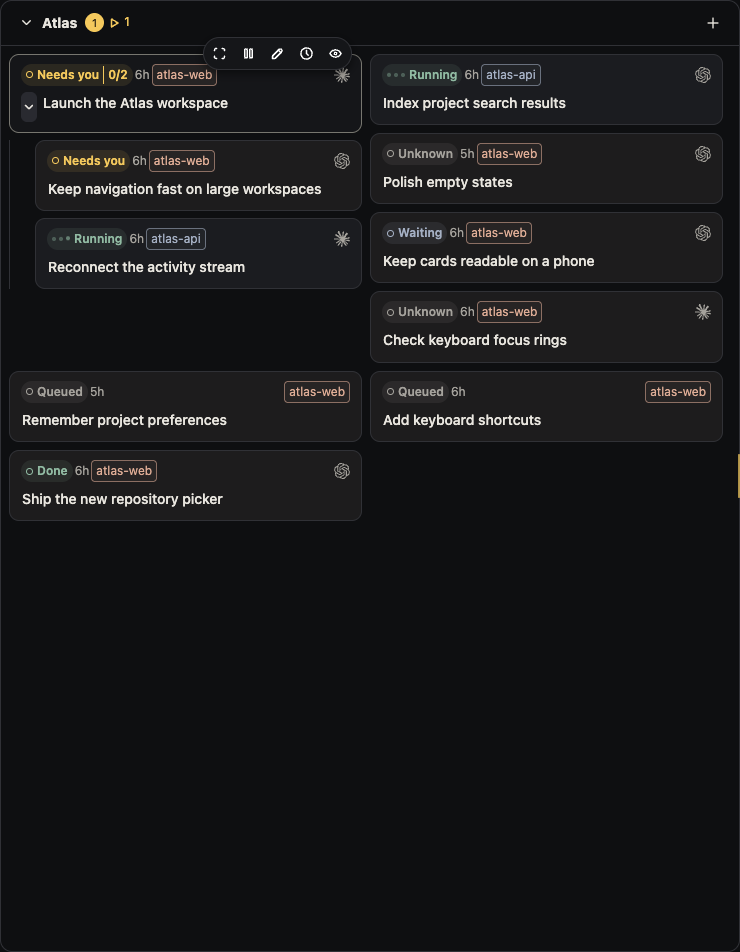 Atlas 1 1
Needs you 0/2 6h atlas-web
Launch the Atlas workspace
Needs you 6h atlas-web
Keep navigation fast on large workspaces
Running 6h atlas-api
Reconnect the activity stream
Running 6h atlas-api
Index project search results
Unknown 5h atlas-web
Polish empty states
Waiting 6h atlas-web
Keep cards readable on a phone
Unknown 6h atlas-web
Check keyboard focus rings
Queued 5h atlas-web
Remember project preferences
Queued 6h atlas-web
Add keyboard shortcuts
Done 6h atlas-web
Ship the new repository picker